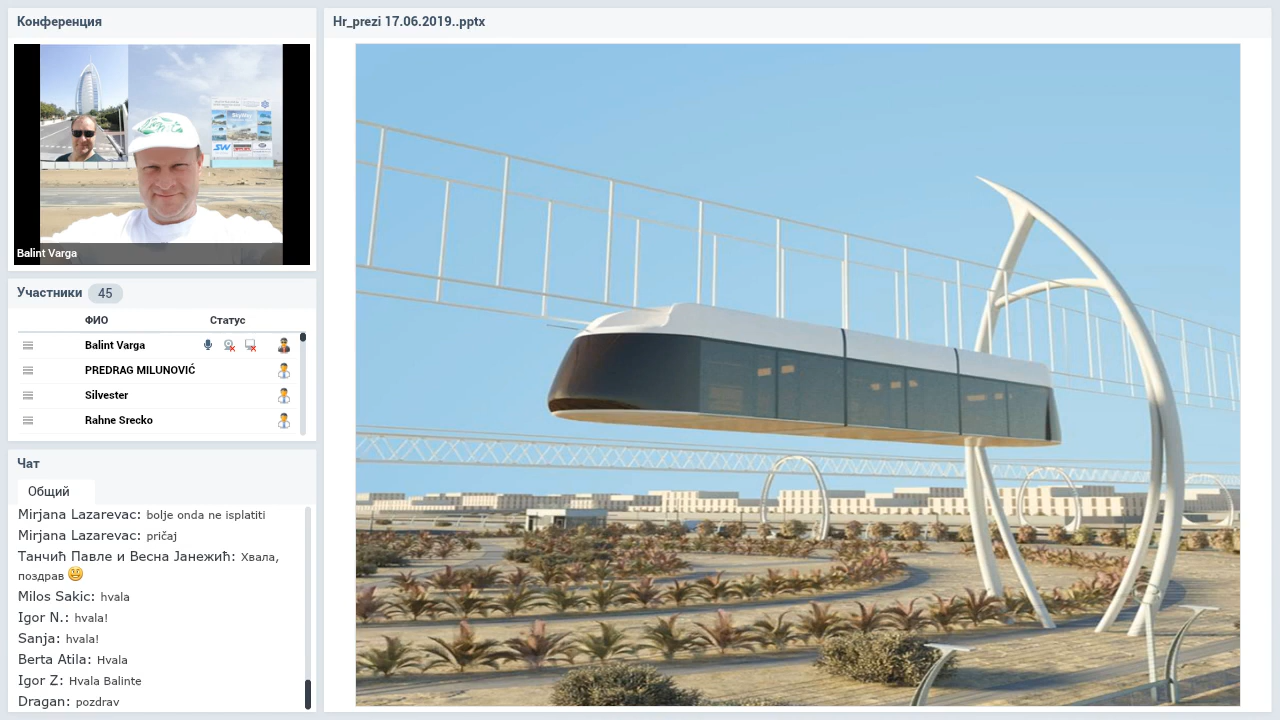 Конференция
Balint Varga
SkyWay
SW
Участники 45
ФИО Статус
Balint Varga
PREDRAG MILUNOVIĆ
Silvester
Rahne Srecko
Чат
Общий
Mirjana Lazarevac: bolje onda ne isplatiti
Mirjana Lazarevac: pričaj
Танчић Павле и Весна Јанежић: Хвала,
поздрав
Milos Sakic: hvala
Igor N.: hvala!
Sanja: hvala!
Berta Atila: Hvala
Igor Z: Hvala Balinte
Dragan: pozdrav
Hr_prezi 17.06.2019..pptx